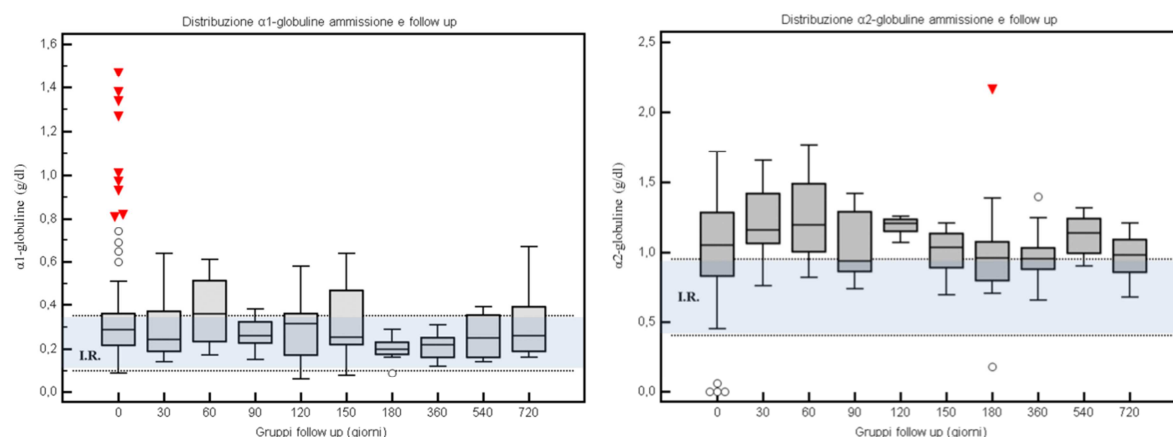 Distribuzione α1-globuline ammissione e follow up
1,6
1,4
1,2
1,0
0,8
0,6
0,4
0,2
0,0
α1-globuline (g/dl)
I.R.
0 30 60 90 120 150 180 360 540 720
Gruppi follow up (giorni)
Distribuzione α2-globuline ammissione e follow up
2,5
2,0
1,5
1,0
0,5
0,0
α2-globuline (g/dl)
I.R.
0 30 60 90 120 150 180 360 540 720
Gruppi follow up (giorni)